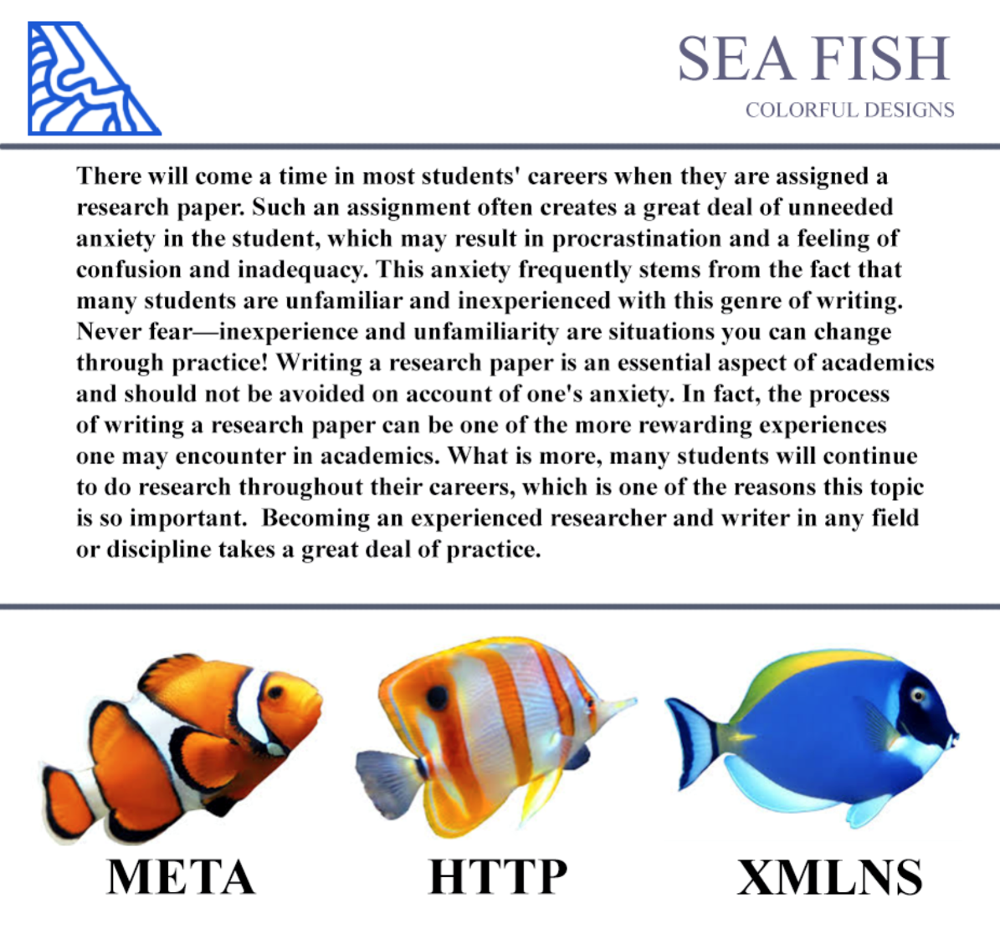 SEA FISH
COLORFUL DESIGNS
There will come a time in most students' careers when they are assigned a
research paper. Such an assignment often creates a great deal of unneeded
anxiety in the student, which may result in procrastination and a feeling of
confusion and inadequacy. This anxiety frequently stems from the fact that
many students are unfamiliar and inexperienced with this genre of writing.
Never fear—inexperience and unfamiliarity are situations you can change
through practice! Writing a research paper is an essential aspect of academics
and should not be avoided on account of one's anxiety. In fact, the process
of writing a research paper can be one of the more rewarding experiences
one may encounter in academics. What is more, many students will continue
to do research throughout their careers, which is one of the reasons this topic
is so important.  Becoming an experienced researcher and writer in any field
or discipline takes a great deal of practice.
META
HTTP
XMLNS